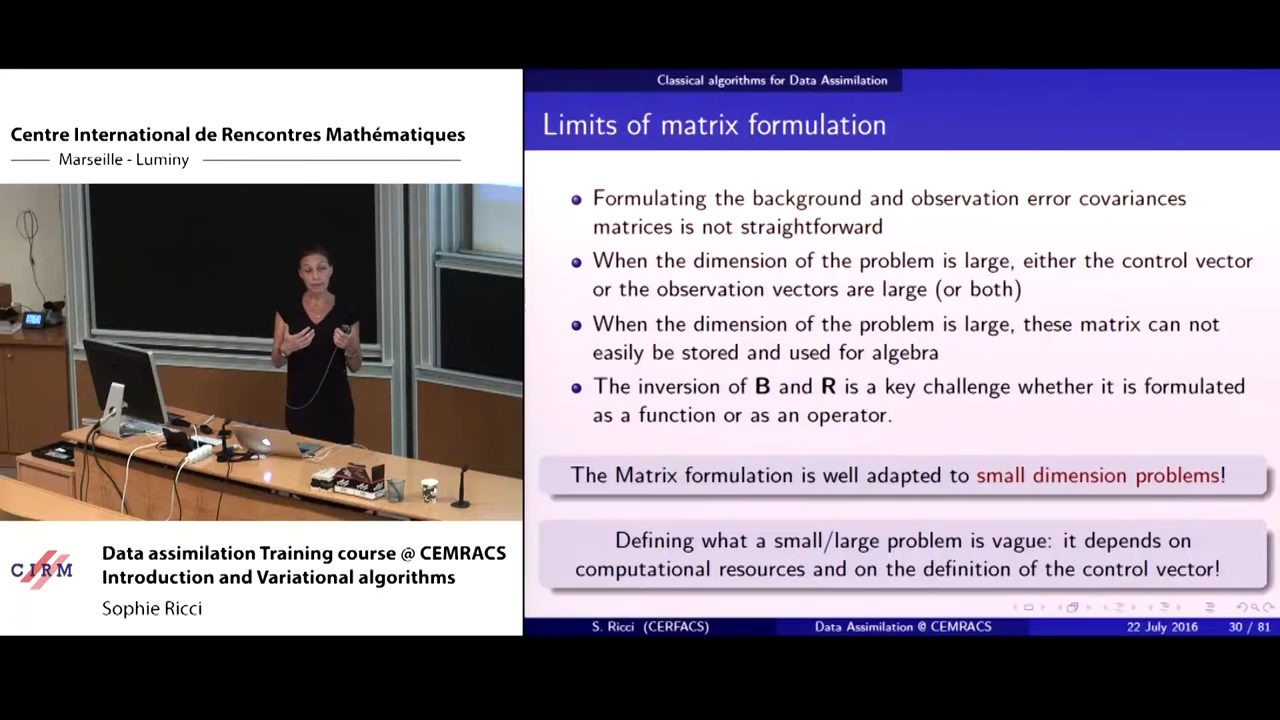 Centre International de Rencontres Mathématiques
Marseille - Luminy
CIRM
Data assimilation Training course @ CEMRACS
Introduction and Variational algorithms
Sophie Ricci
Classical algorithms for Data Assimilation
Limits of matrix formulation
Formulating the background and observation error covariances
matrices is not straightforward
When the dimension of the problem is large, either the control vector
or the observation vectors are large (or both)
When the dimension of the problem is large, these matrix can not
easily be stored and used for algebra
The inversion of B and R is a key challenge whether it is formulated
as a function or as an operator.
The Matrix formulation is well adapted to small dimension problems!
Defining what a small/large problem is vague: it depends on
computational resources and on the definition of the control vector!
S. Ricci (CERFACS) Data Assimilation @ CEMRACS 22 July 2016 30 / 81